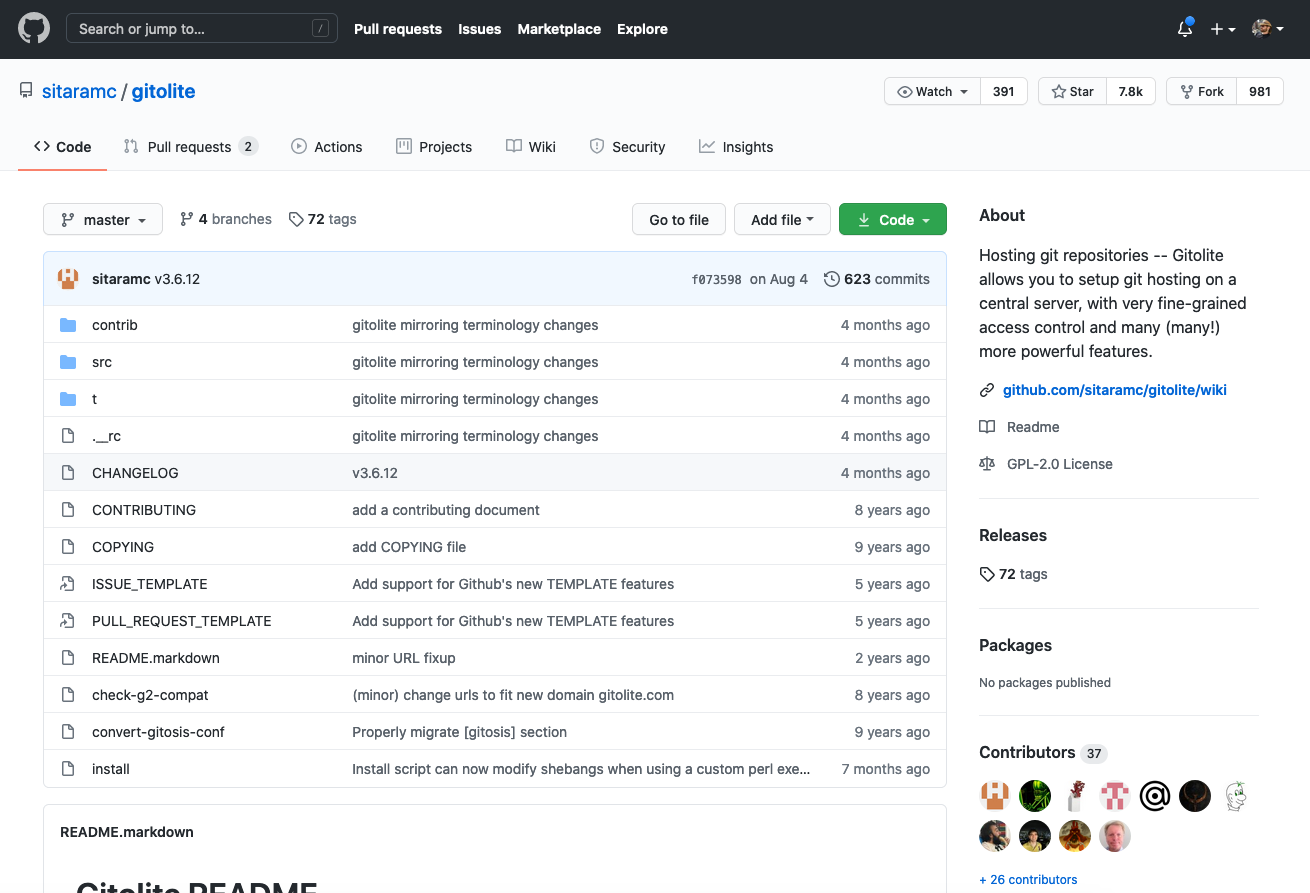 Search or jump to… /
Pull requests Issues Marketplace Explore
sitaramc / gitolite
Watch 391 Star 7.8k Fork 981
Code Pull requests 2 Actions Projects Wiki Security Insights
master 4 branches 72 tags Go to file Add file Code
sitaramc v3.6.12 f073598 on Aug 4 623 commits
contrib gitolite mirroring terminology changes 4 months ago
src gitolite mirroring terminology changes 4 months ago
t gitolite mirroring terminology changes 4 months ago
.__rc gitolite mirroring terminology changes 4 months ago
CHANGELOG v3.6.12 4 months ago
CONTRIBUTING add a contributing document 8 years ago
COPYING add COPYING file 9 years ago
ISSUE_TEMPLATE Add support for Github's new TEMPLATE features 5 years ago
PULL_REQUEST_TEMPLATE Add support for Github's new TEMPLATE features 5 years ago
README.markdown minor URL fixup 2 years ago
check-g2-compat (minor) change urls to fit new domain gitolite.com 8 years ago
convert-gitosis-conf Properly migrate [gitosis] section 9 years ago
install Install script can now modify shebangs when using a custom perl exe… 7 months ago
README.markdown
Gitolite README
About
Hosting git repositories -- Gitolite
allows you to setup git hosting on a
central server, with very fine-grained
access control and many (many!)
more powerful features.
github.com/sitaramc/gitolite/wiki
Readme
GPL-2.0 License
Releases
72 tags
Packages
No packages published
Contributors 37
+ 26 contributors